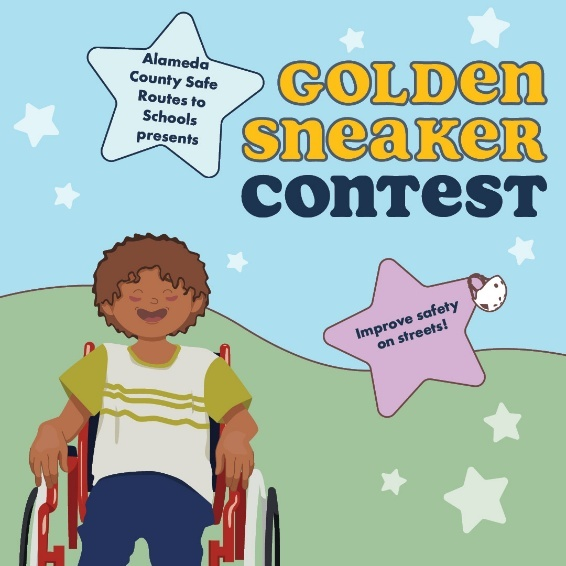 Alameda
County Safe
Routes to
Schools
presents
GOLDEN
SNEAKER
CONTEST
Improve safety
on streets!